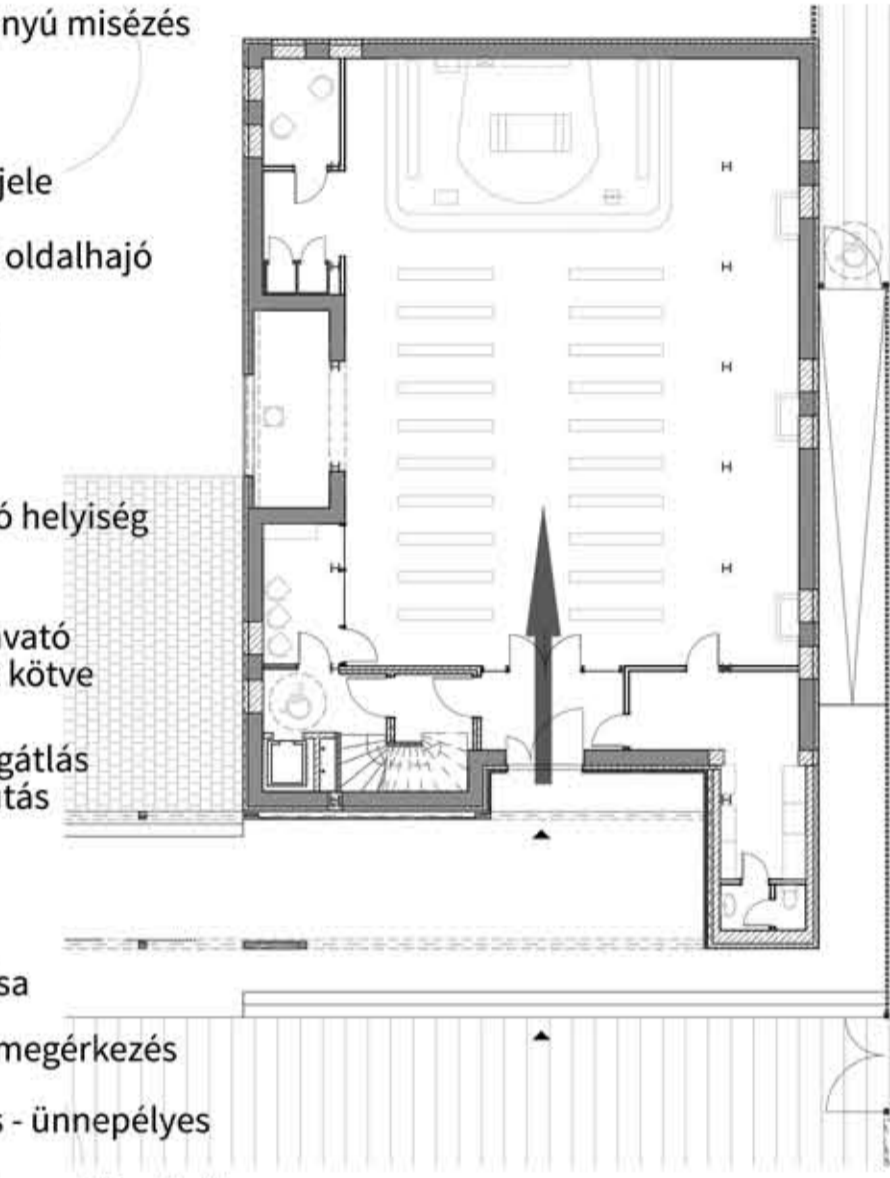 nyú misézés
jele
oldalhajó
ó helyiség
vató
kötve
gátlás
tás
sa
megérkezés
s - ünnepélyes